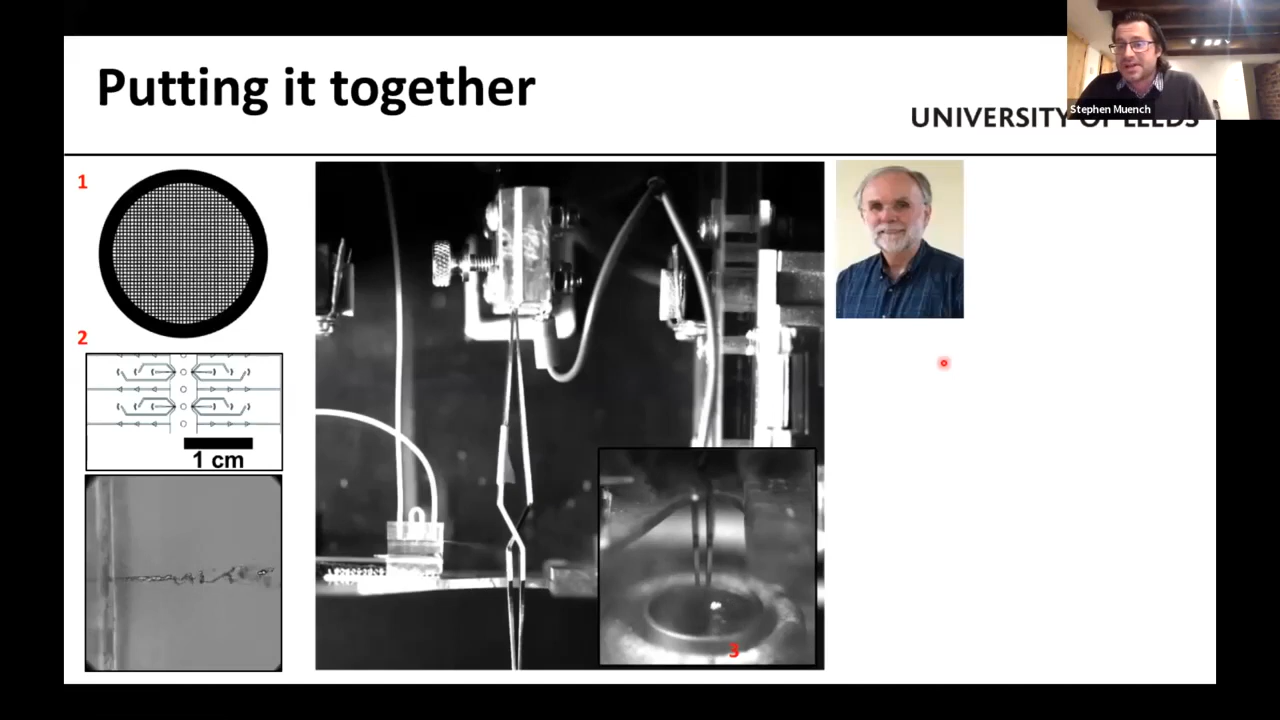 Putting it together
Stephen Muench
UNIVERSITY OF LEEDS
1
2
1 cm
3